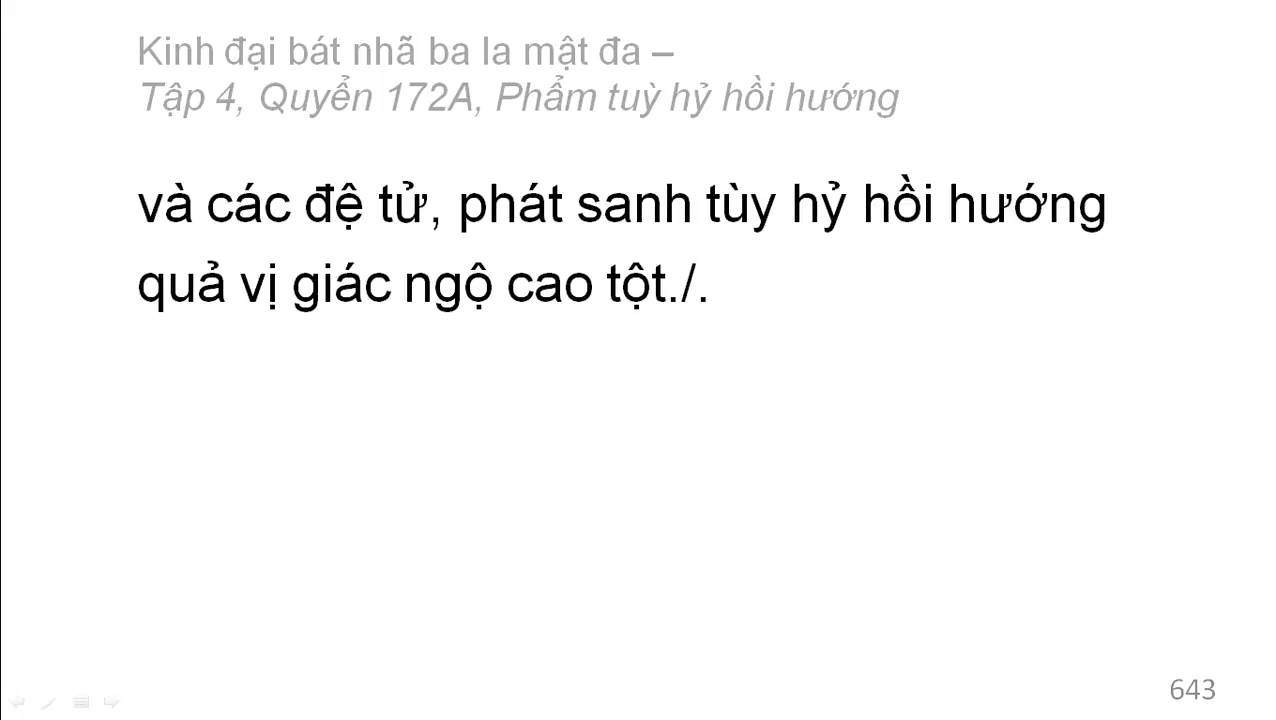 Kinh đại bát nhã ba la mật đa –
Tập 4, Quyển 172A, Phẩm tuỳ hỷ hồi hướng
và các đệ tử, phát sanh tùy hỷ hồi hướng
quả vị giác ngộ cao tột./.
643